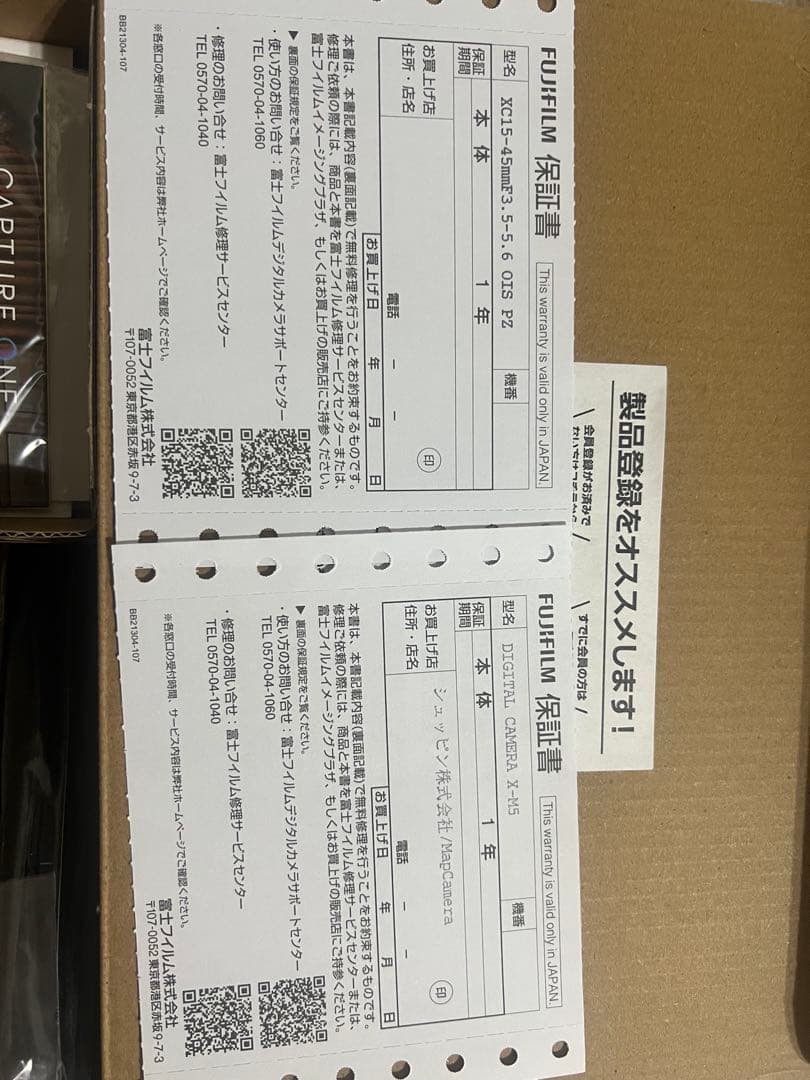 FUJIFILM 保証書 This warranty is valid only in JAPAN.
型名 XC15-45mmF3.5-5.6 OIS PZ 機番
保証期間 本体 1年
お買上げ店
住所・店名
電話 － －
印
お買上げ日 年 月 日
本書は、本書記載内容(裏面記載)で無料修理を行うことをお約束するものです。
修理ご依頼の際には、商品と本書を富士フイルム修理サービスセンターまたは、
富士フイルムイメージングプラザ、もしくはお買上げの販売店にご持参ください。
▶裏面の保証規定をご覧ください。
・使い方のお問い合せ：富士フイルムデジタルカメラサポートセンター
TEL 0570-04-1060
・修理のお問い合せ：富士フイルム修理サービスセンター
TEL 0570-04-1040
※各窓口の受付時間、サービス内容は弊社ホームページでご確認ください。
富士フイルム株式会社
〒107-0052 東京都港区赤坂9-7-3
BB21304-107
FUJIFILM 保証書 This warranty is valid only in JAPAN.
型名 DIGITAL CAMERA X-M5 機番
保証期間 本体 1年
お買上げ店
住所・店名 シュッピン株式会社/MapCamera
電話 － －
印
お買上げ日 年 月 日
本書は、本書記載内容(裏面記載)で無料修理を行うことをお約束するものです。
修理ご依頼の際には、商品と本書を富士フイルム修理サービスセンターまたは、
富士フイルムイメージングプラザ、もしくはお買上げの販売店にご持参ください。
▶裏面の保証規定をご覧ください。
・使い方のお問い合せ：富士フイルムデジタルカメラサポートセンター
TEL 0570-04-1060
・修理のお問い合せ：富士フイルム修理サービスセンター
TEL 0570-04-1040
※各窓口の受付時間、サービス内容は弊社ホームページでご確認ください。
富士フイルム株式会社
〒107-0052 東京都港区赤坂9-7-3
BB21304-107
製品登録をオススメします！
会員登録がお済みで
すでに会員の方は
CAPTURE ONE